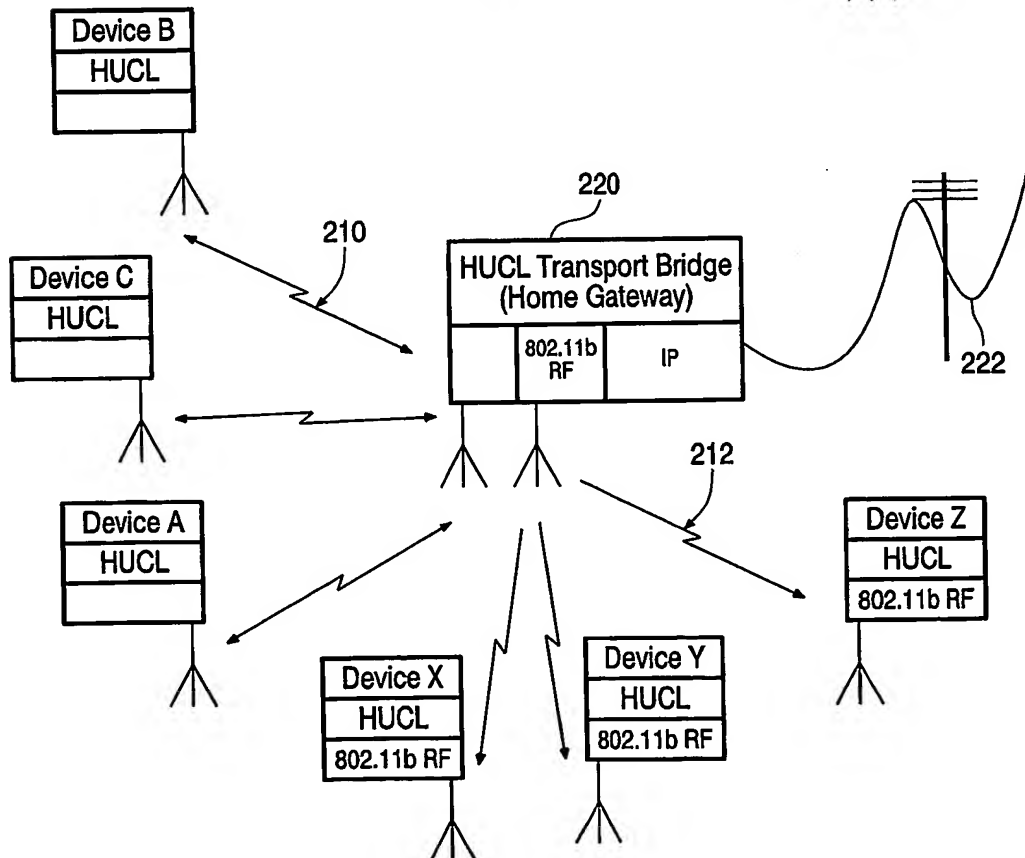 Device B
HUCL
210
220
HUCL Transport Bridge
(Home Gateway)
802.11b
RF
IP
222
Device C
HUCL
212
Device A
HUCL
Device Z
HUCL
802.11b RF
Device X
HUCL
802.11b RF
Device Y
HUCL
802.11b RF